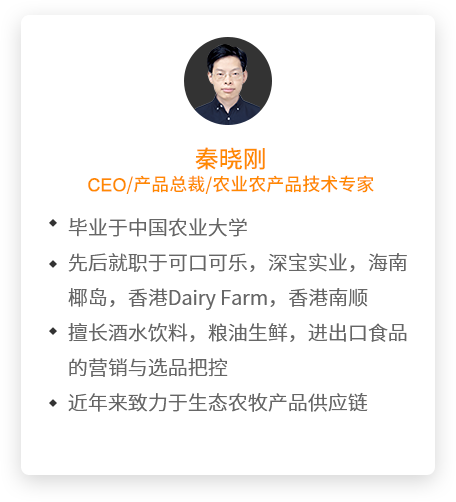 秦晓刚
CEO/产品总裁/农业农产品技术专家
毕业于中国农业大学
先后就职于可口可乐，深宝实业，海南
椰岛，香港Dairy Farm，香港南顺
擅长酒水饮料，粮油生鲜，进出口食品
的营销与选品把控
近年来致力于生态农牧产品供应链